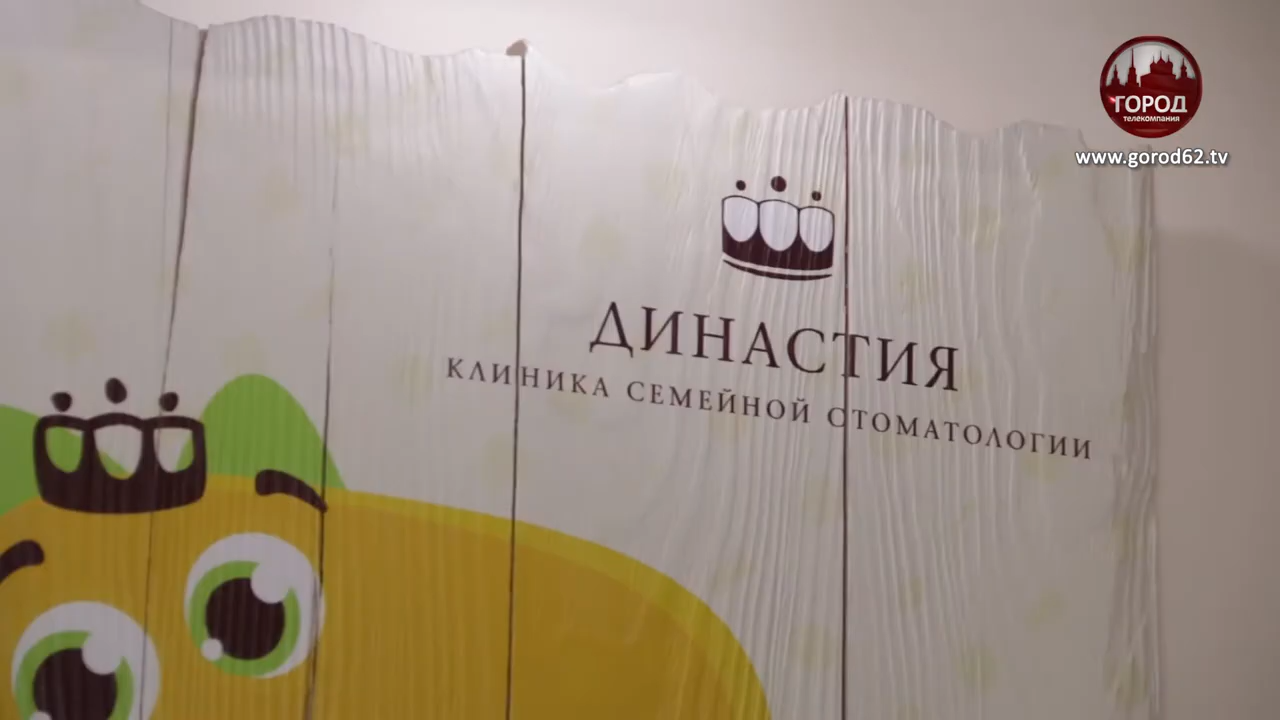 ГОРОД
телекомпания
www.gorod62.tv
ДИНАСТИЯ
КЛИНИКА СЕМЕЙНОЙ СТОМАТОЛОГИИ